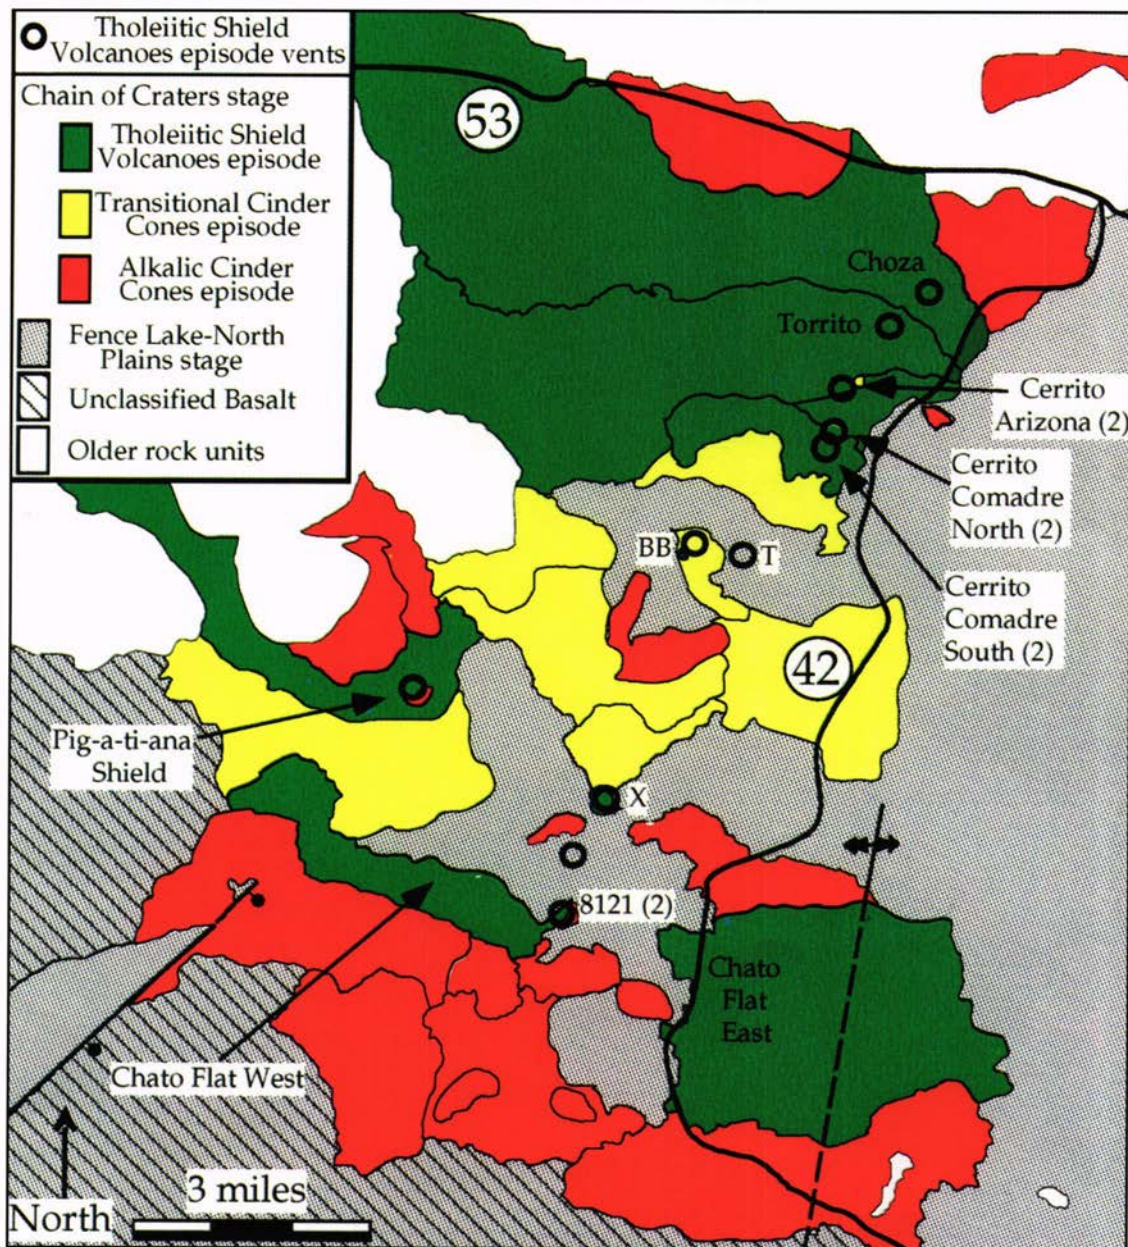 Tholeiitic Shield
Volcanoes episode vents
Chain of Craters stage
Tholeiitic Shield
Volcanoes episode
Transitional Cinder
Cones episode
Alkalic Cinder
Cones episode
Fence Lake-North
Plains stage
Unclassified Basalt
Older rock units
53
Choza
Torrito
Cerrito
Arizona (2)
Cerrito
Comadre
North (2)
Cerrito
Comadre
South (2)
BB
T
42
Pig-a-ti-ana
Shield
X
8121 (2)
Chato
Flat
East
Chato Flat West
3 miles
North